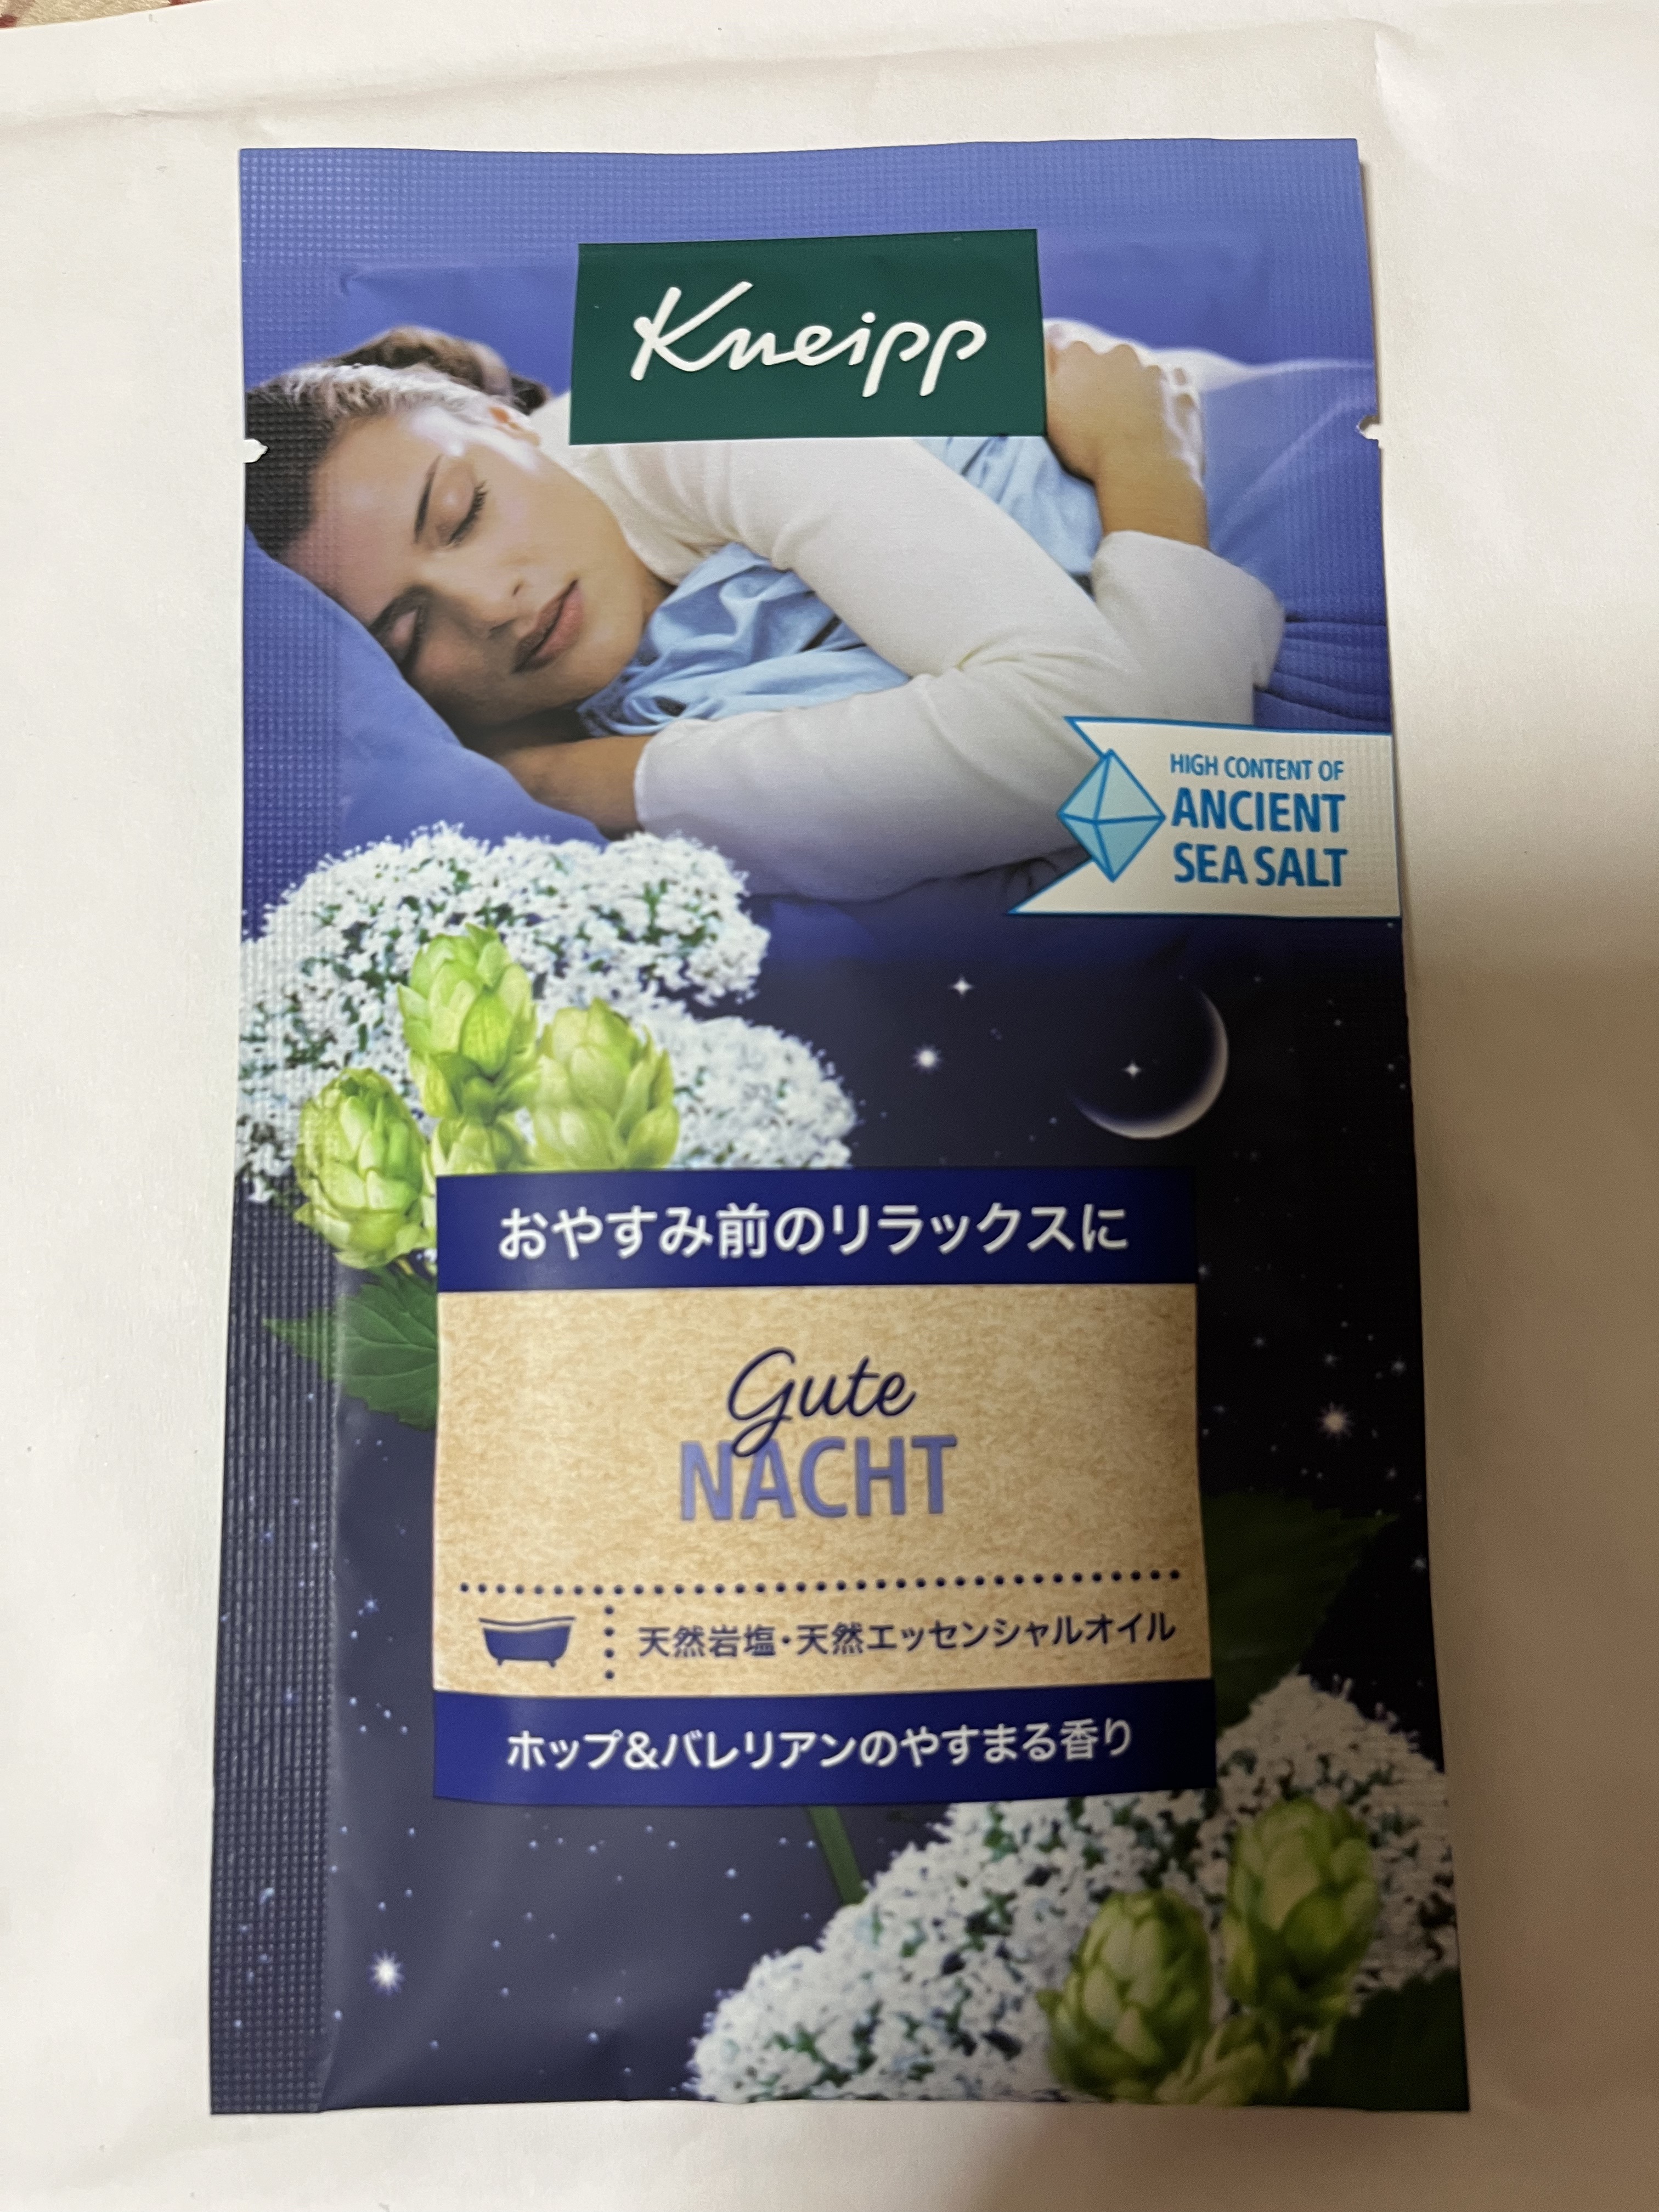 Kneipp
HIGH CONTENT OF
ANCIENT
SEA SALT
おやすみ前のリラックスに
Gute
NACHT
天然岩塩・天然エッセンシャルオイル
ホップ&バレリアンのやすまる香り